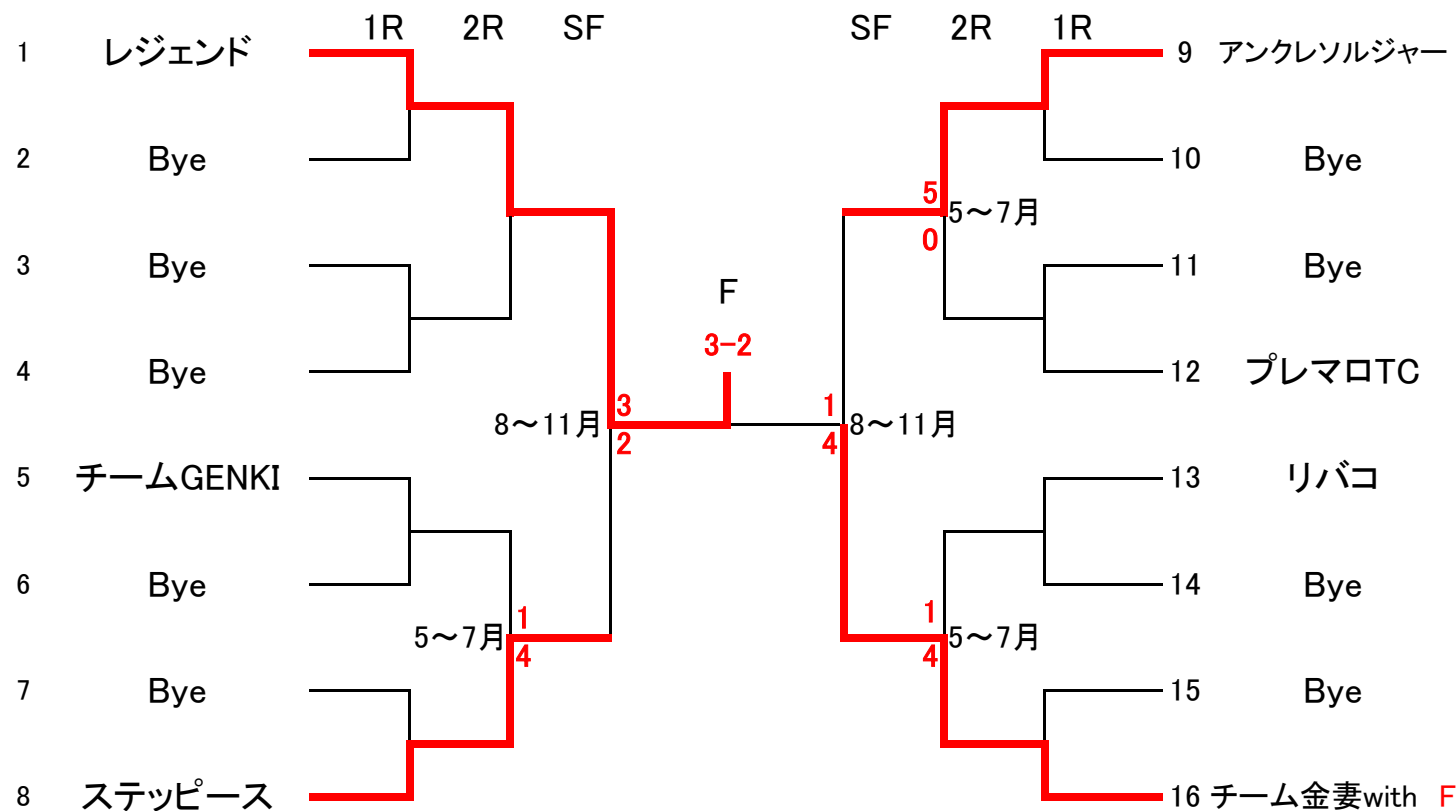 1R 2R SF SF 2R 1R
1 レジェンド 9 アンクレソルジャー
2 Bye 10 Bye
5 5～7月
0
3 Bye 11 Bye
F
3-2
4 Bye 12 プレマロTC
8～11月 3 1 8～11月
2 4
5 チームGENKI 13 リバコ
6 Bye 14 Bye
5～7月 1 1 5～7月
4 4
7 Bye 15 Bye
8 ステッピース 16 チーム金妻with F